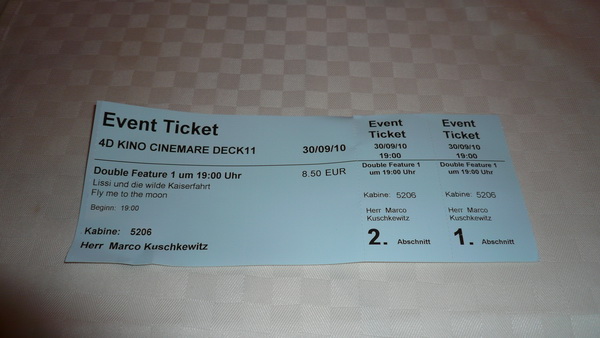 Event Ticket
4D KINO CINEMARE DECK11 30/09/10
Double Feature 1 um 19:00 Uhr 8.50 EUR
Lissi und die wilde Kaiserfahrt
Fly me to the moon
Beginn: 19:00
Kabine: 5206
Herr Marco Kuschkewitz
Event
Ticket
30/09/10
19:00
Double Feature 1
um 19:00 Uhr
Kabine: 5206
Herr Marco
Kuschkewitz
2. Abschnitt
Event
Ticket
30/09/10
19:00
Double Feature 1
um 19:00 Uhr
Kabine: 5206
Herr Marco
Kuschkewitz
1. Abschnitt